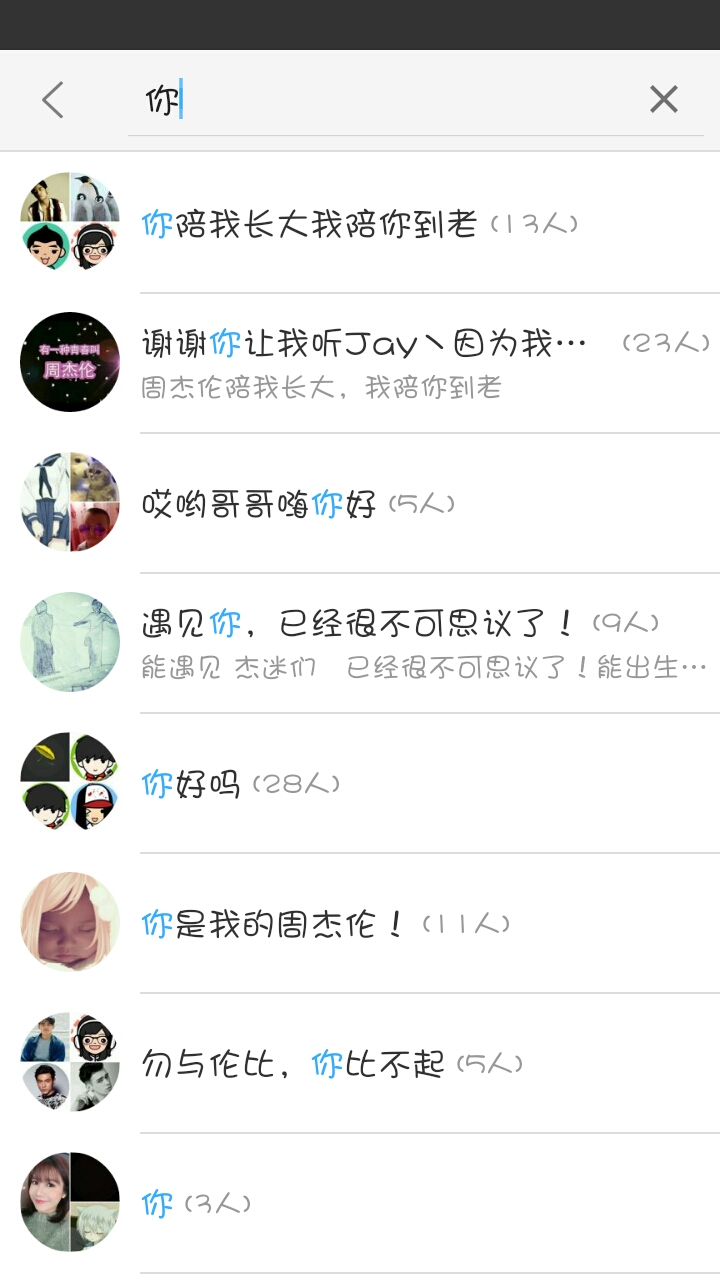 你
你陪我长大我陪你到老 (13人)
有一种青春叫
周杰伦
谢谢你让我听Jay丶因为我… (23人)
周杰伦陪我长大，我陪你到老
哎哟哥哥嗨你好 (5人)
遇见你，已经很不可思议了！ (9人)
能遇见 杰迷们　已经很不可思议了！能出生…
你好吗 (28人)
你是我的周杰伦！ (11人)
勿与伦比，你比不起 (5人)
你 (3人)